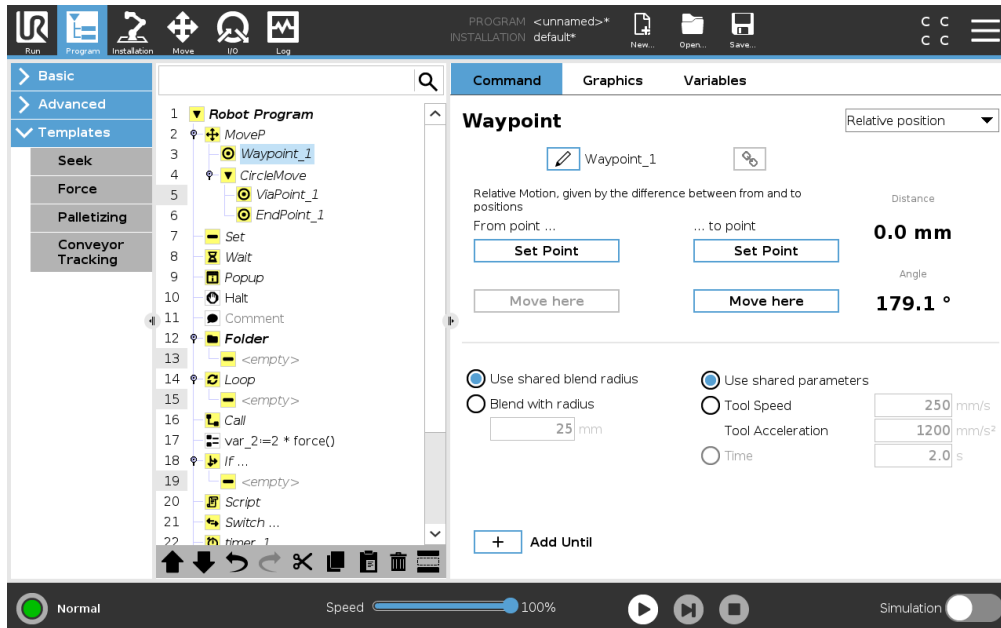 PROGRAM <unnamed>*
INSTALLATION default*
Run Program Installation Move I/O Log New... Open... Save... C C
C C
Basic
Advanced
Templates
Seek
Force
Palletizing
Conveyor
Tracking
1 Robot Program
2 MoveP
3 Waypoint_1
4 CircleMove
5 ViaPoint_1
6 EndPoint_1
7 Set
8 Wait
9 Popup
10 Halt
11 Comment
12 Folder
13 <empty>
14 Loop
15 <empty>
16 Call
17 var_2:=2 * force()
18 If ...
19 <empty>
20 Script
21 Switch ...
22 timer_1
Command Graphics Variables
Waypoint
Relative position
Waypoint_1
Relative Motion, given by the difference between from and to
positions
Distance
From point ... ... to point
0.0 mm
Set Point Set Point
Angle
Move here Move here
179.1 °
Use shared blend radius Use shared parameters
Blend with radius Tool Speed 250 mm/s
25 mm Tool Acceleration 1200 mm/s²
Time 2.0 s
+ Add Until
Normal Speed 100% Simulation